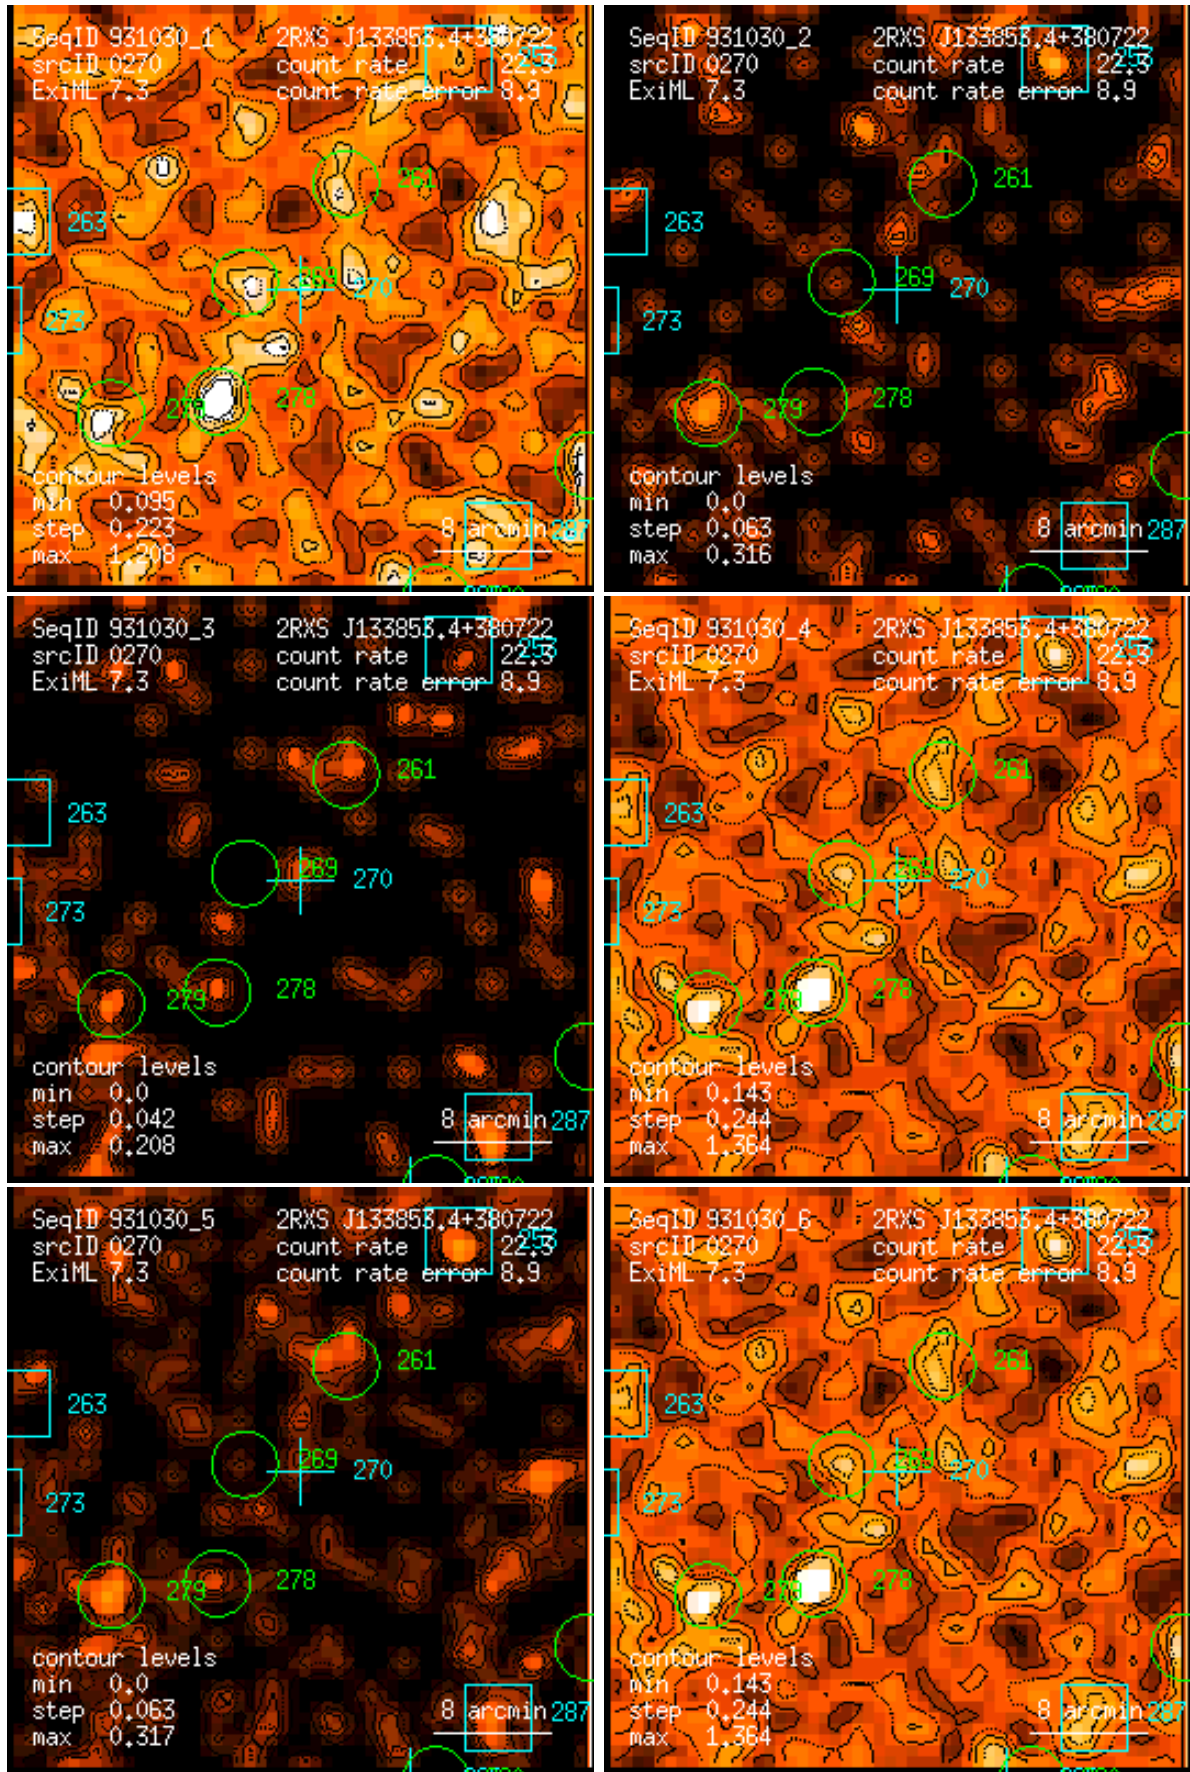 SeqID 931030_1 2RXS J133853.4+380722
srcID 0270 count rate 22.3 253
ExiML 7.3 count rate error 8.9
261
263
269
270
273
279 278
contour levels
min 0.095
step 0.223
max 1.208
8 arcmin 287
SeqID 931030_2 2RXS J133853.4+380722
srcID 0270 count rate 22.3 253
ExiML 7.3 count rate error 8.9
261
263
269
270
273
279 278
contour levels
min 0.0
step 0.063
max 0.316
8 arcmin 287
SeqID 931030_3 2RXS J133853.4+380722
srcID 0270 count rate 22.3 253
ExiML 7.3 count rate error 8.9
261
263
269
270
273
279 278
contour levels
min 0.0
step 0.042
max 0.208
8 arcmin 287
SeqID 931030_4 2RXS J133853.4+380722
srcID 0270 count rate 22.3 253
ExiML 7.3 count rate error 8.9
261
263
269
270
273
279 278
contour levels
min 0.143
step 0.244
max 1.364
8 arcmin 287
SeqID 931030_5 2RXS J133853.4+380722
srcID 0270 count rate 22.3 253
ExiML 7.3 count rate error 8.9
261
263
269
270
273
279 278
contour levels
min 0.0
step 0.063
max 0.317
8 arcmin 287
SeqID 931030_6 2RXS J133853.4+380722
srcID 0270 count rate 22.3 253
ExiML 7.3 count rate error 8.9
261
263
269
270
273
279 278
contour levels
min 0.143
step 0.244
max 1.364
8 arcmin 287